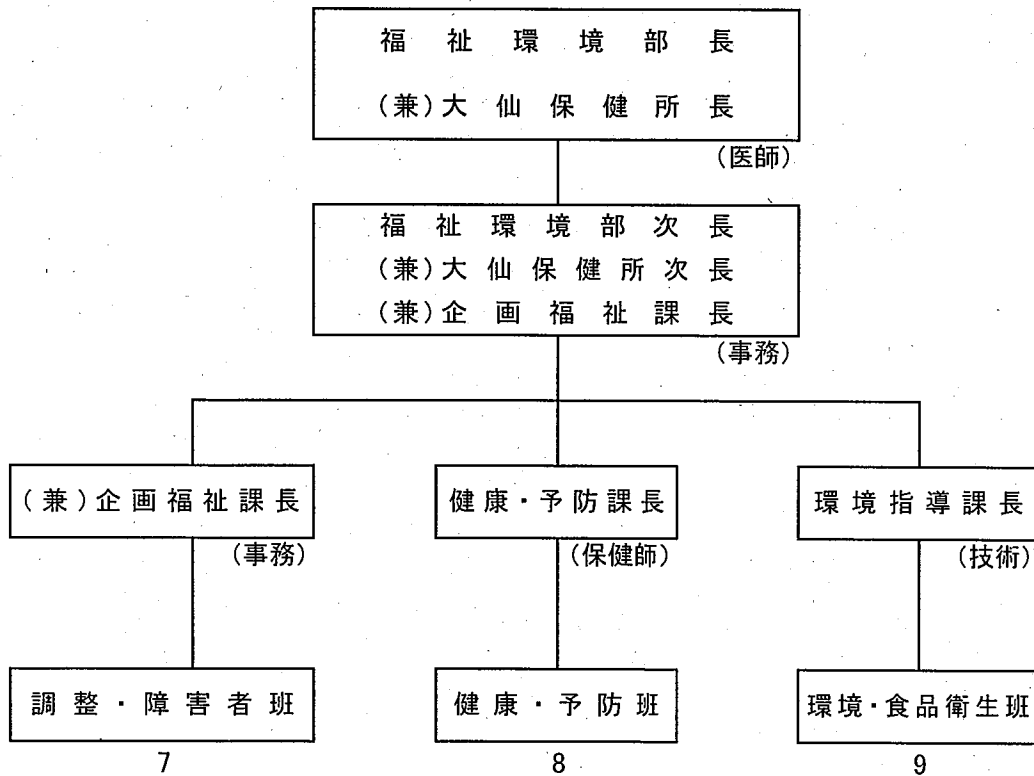 福祉環境部長
(兼)大仙保健所長
(医師)
福祉環境部次長
(兼)大仙保健所次長
(兼)企画福祉課長
(事務)
(兼)企画福祉課長
(事務)
健康・予防課長
(保健師)
環境指導課長
(技術)
調整・障害者班
7
健康・予防班
8
環境・食品衛生班
9